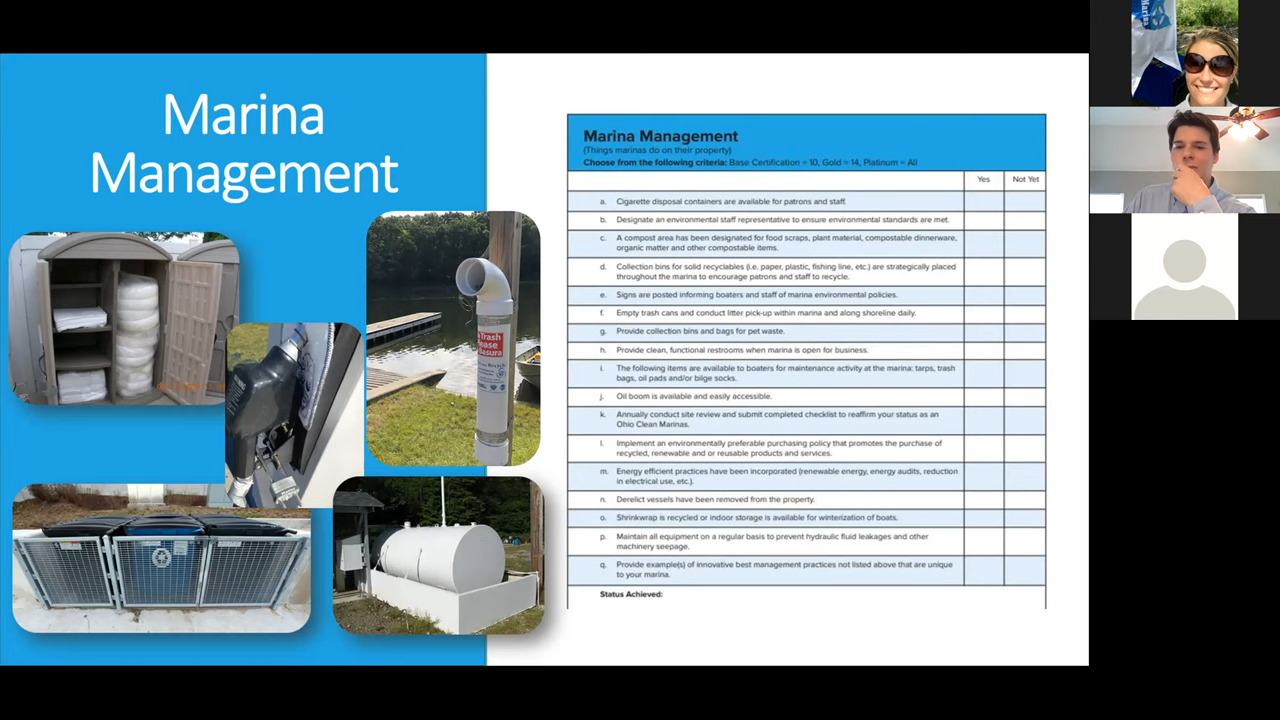 Marina
Management
Marina Management
(Things marinas do on their property)
Choose from the following criteria: Base Certification = 10, Gold = 14, Platinum = All
Yes Not Yet
a. Cigarette disposal containers are available for patrons and staff.
b. Designate an environmental staff representative to ensure environmental standards are met.
c. A compost area has been designated for food scraps, plant material, compostable dinnerware,
organic matter and other compostable items.
d. Collection bins for solid recyclables (i.e. paper, plastic, fishing line, etc.) are strategically placed
throughout the marina to encourage patrons and staff to recycle.
e. Signs are posted informing boaters and staff of marina environmental policies.
f. Empty trash cans and conduct litter pick-up within marina and along shoreline daily.
g. Provide collection bins and bags for pet waste.
h. Provide clean, functional restrooms when marina is open for business.
i. The following items are available to boaters for maintenance activity at the marina: tarps, trash
bags, oil pads and/or bilge socks.
j. Oil boom is available and easily accessible.
k. Annually conduct site review and submit completed checklist to reaffirm your status as an
Ohio Clean Marinas.
l. Implement an environmentally preferable purchasing policy that promotes the purchase of
recycled, renewable and or reusable products and services.
m. Energy efficient practices have been incorporated (renewable energy, energy audits, reduction
in electrical use, etc.).
n. Derelict vessels have been removed from the property.
o. Shrinkwrap is recycled or indoor storage is available for winterization of boats.
p. Maintain all equipment on a regular basis to prevent hydraulic fluid leakages and other
machinery seepage.
q. Provide example(s) of innovative best management practices not listed above that are unique
to your marina.
Status Achieved:
Trash
Marina